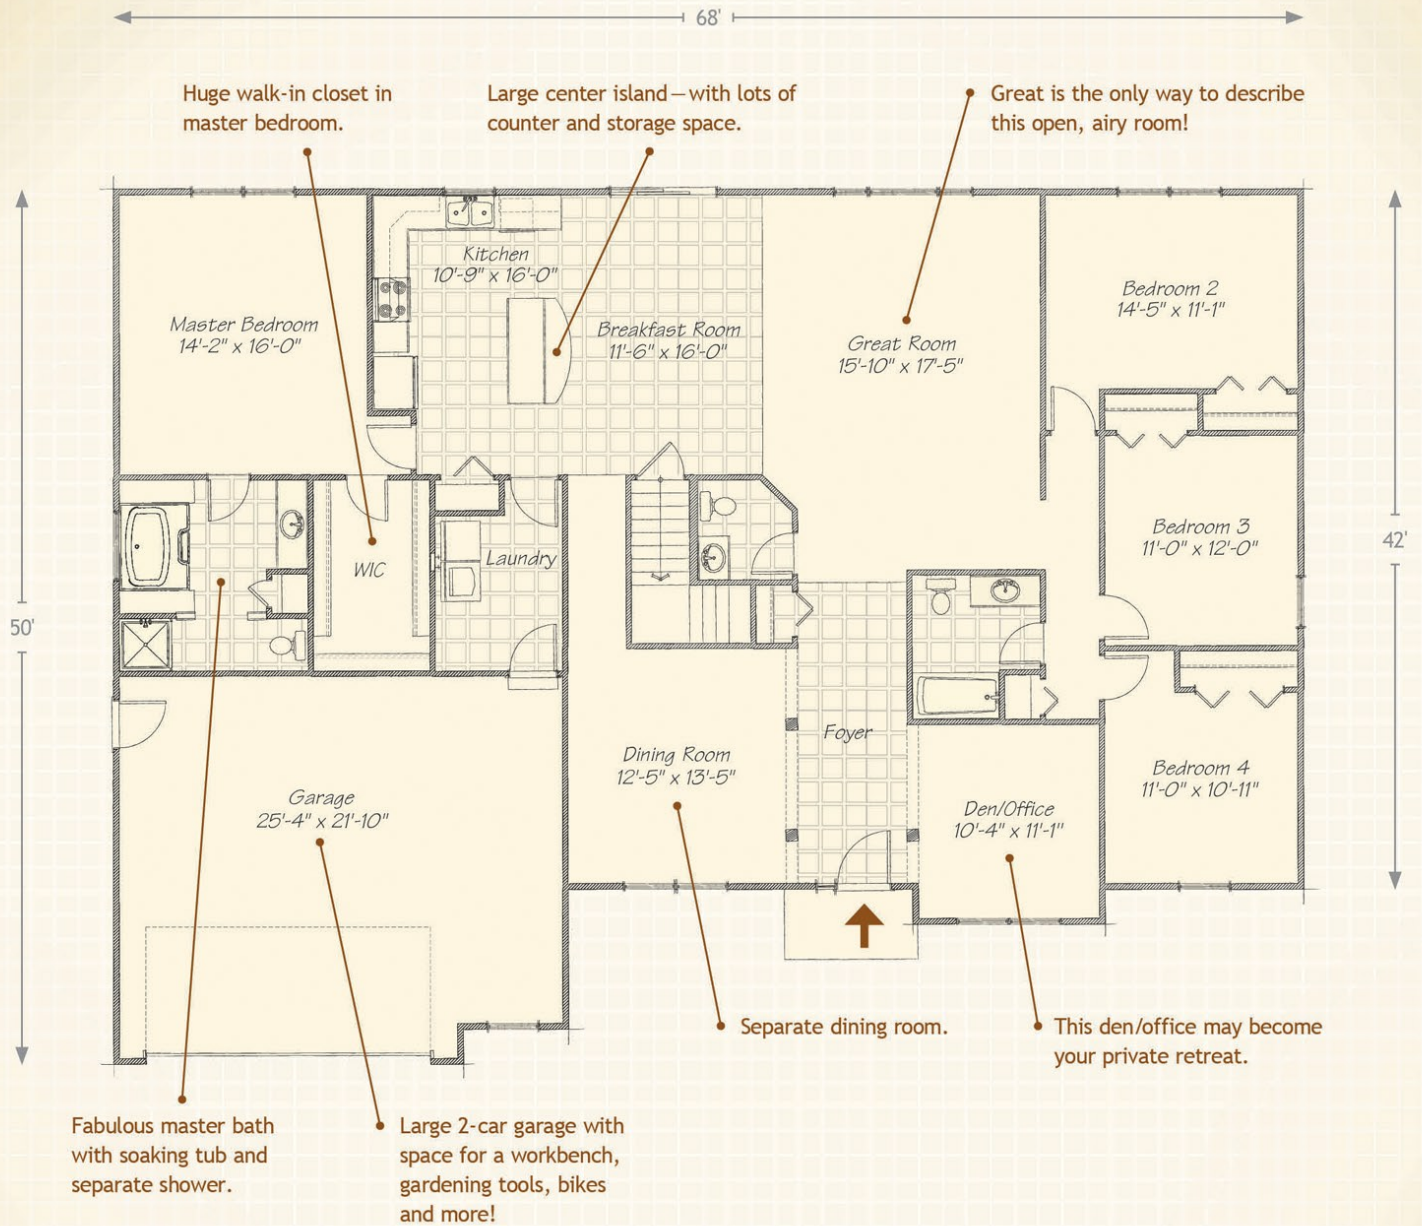 68'
Huge walk-in closet in
master bedroom.
Large center island—with lots of
counter and storage space.
Great is the only way to describe
this open, airy room!
Kitchen
10'-9" x 16'-0"
Master Bedroom
14'-2" x 16'-0"
Breakfast Room
11'-6" x 16'-0"
Great Room
15'-10" x 17'-5"
Bedroom 2
14'-5" x 11'-1"
WIC
Laundry
Bedroom 3
11'-0" x 12'-0"
42'
50'
Foyer
Dining Room
12'-5" x 13'-5"
Bedroom 4
11'-0" x 10'-11"
Garage
25'-4" x 21'-10"
Den/Office
10'-4" x 11'-1"
Separate dining room.
This den/office may become
your private retreat.
Fabulous master bath
with soaking tub and
separate shower.
Large 2-car garage with
space for a workbench,
gardening tools, bikes
and more!